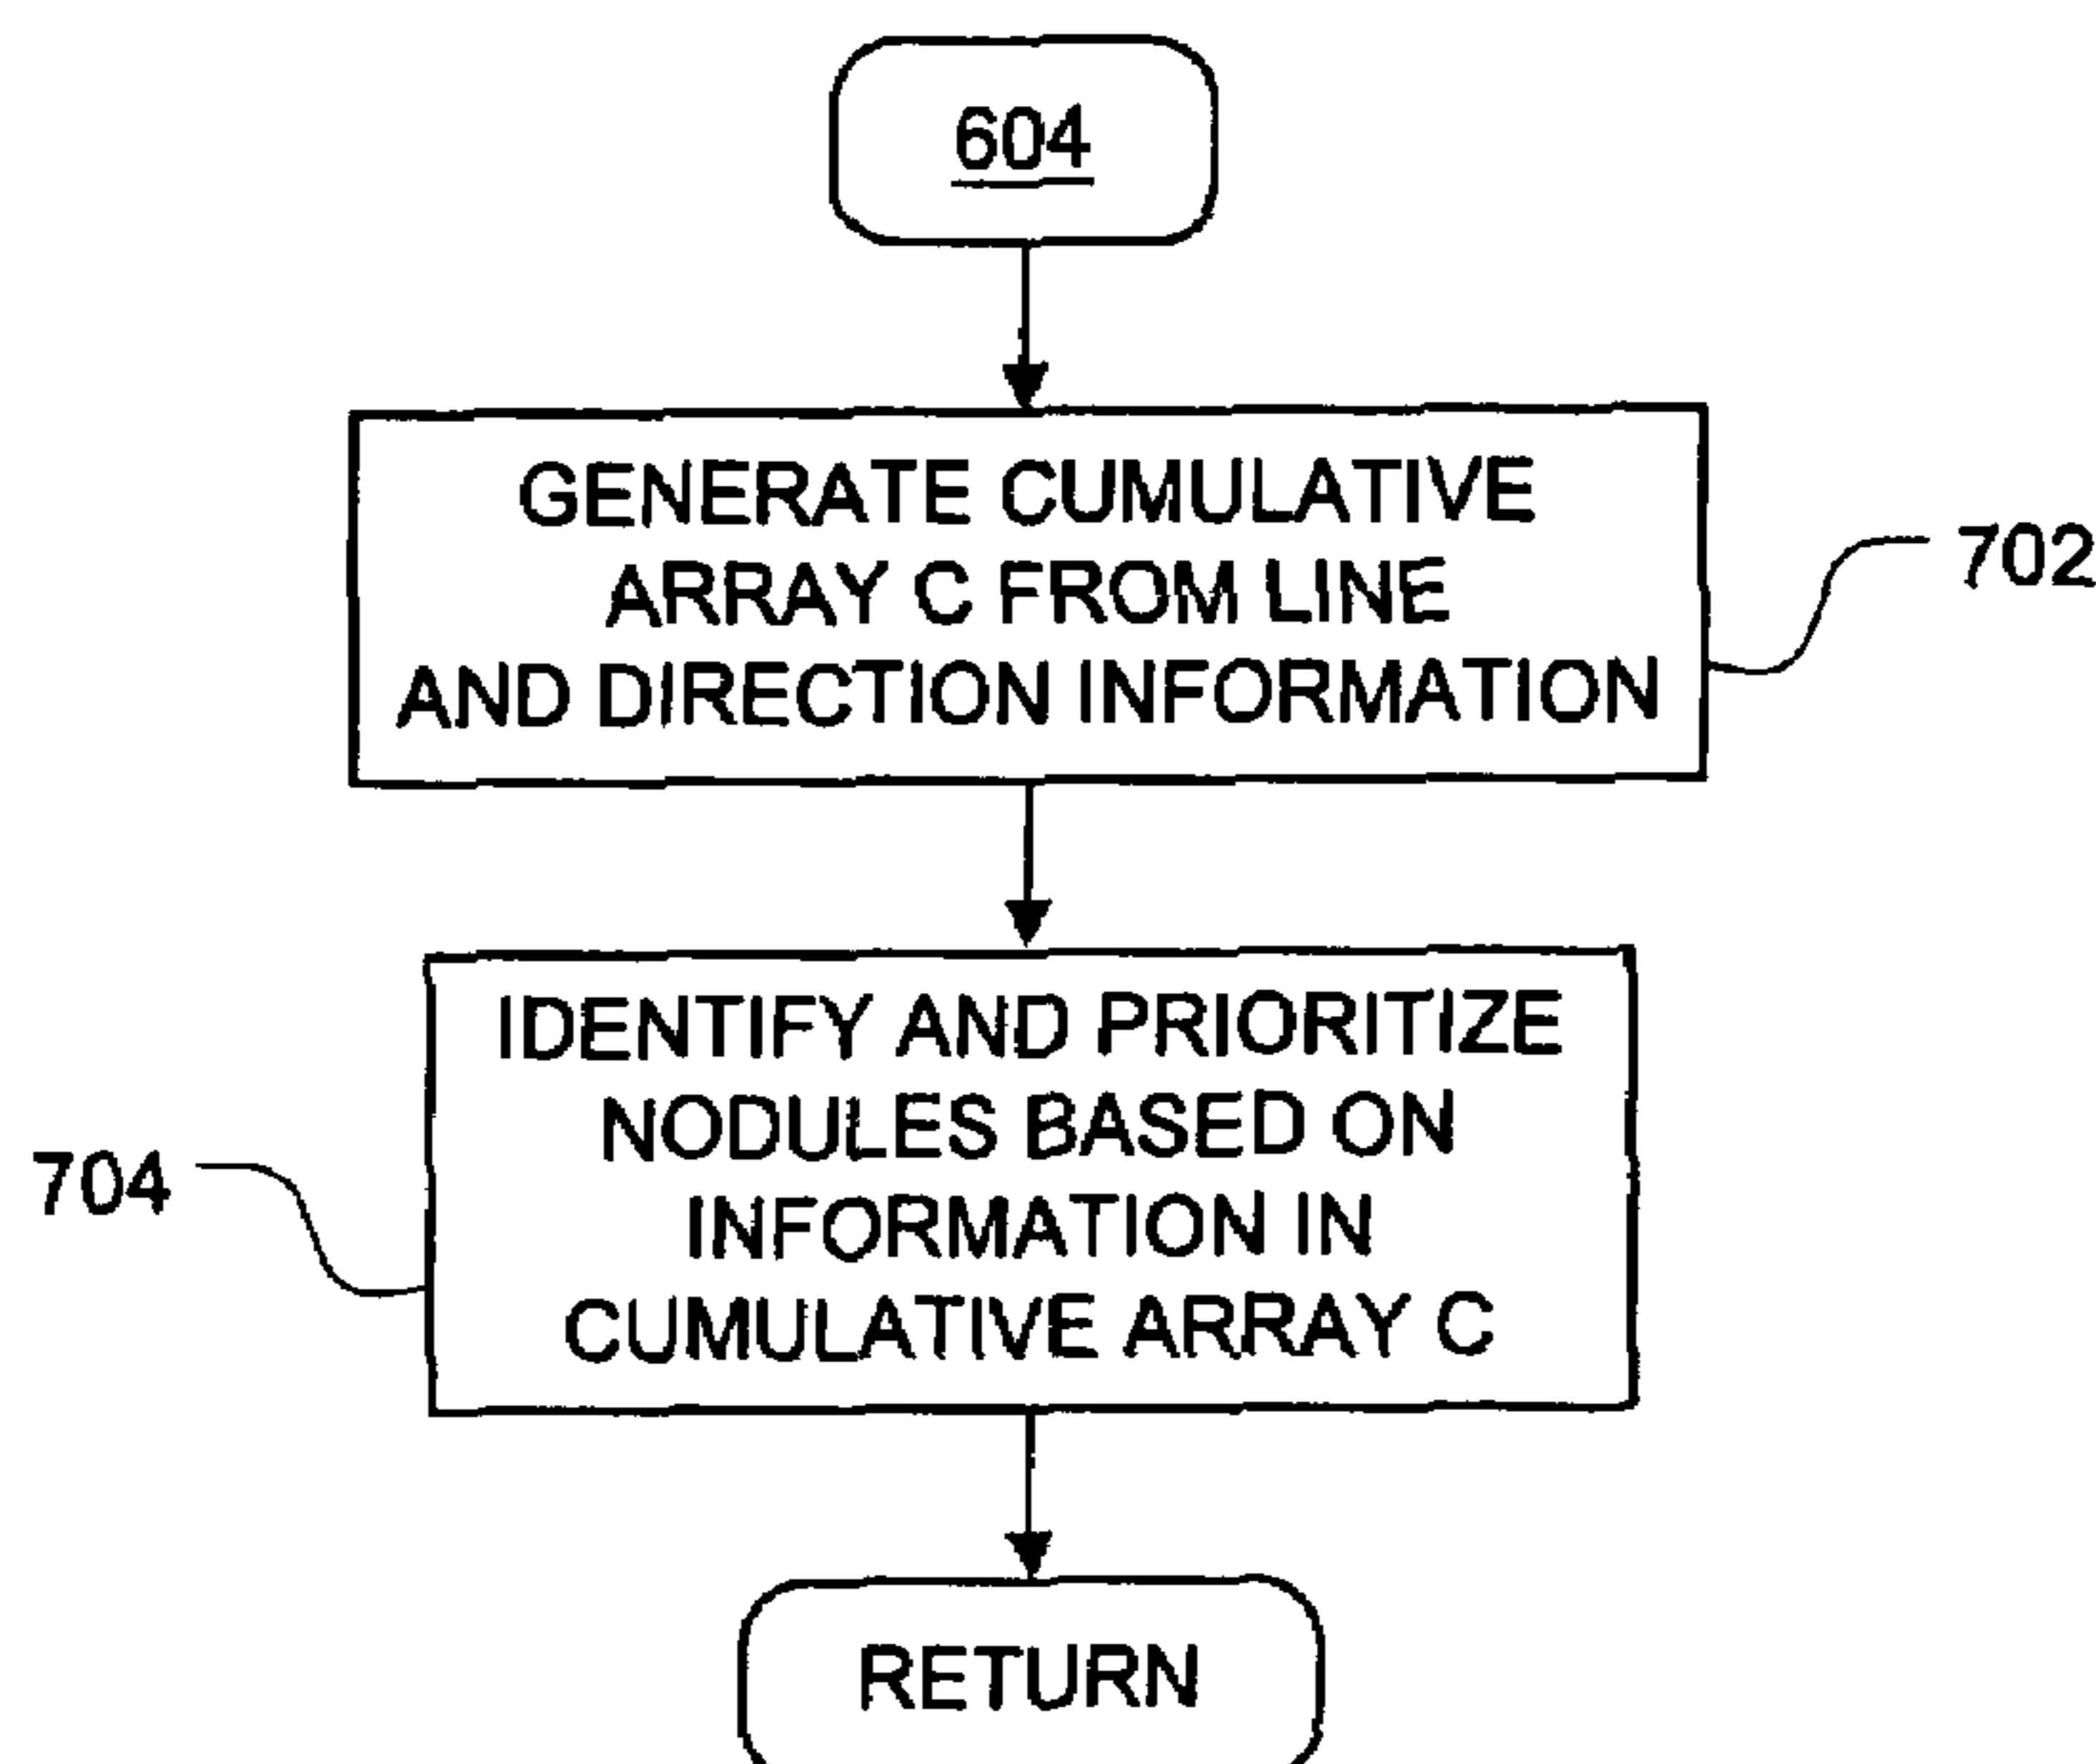 604
GENERATE CUMULATIVE
ARRAY C FROM LINE
AND DIRECTION INFORMATION
702
IDENTIFY AND PRIORITIZE
NODULES BASED ON
INFORMATION IN
CUMULATIVE ARRAY C
704
RETURN